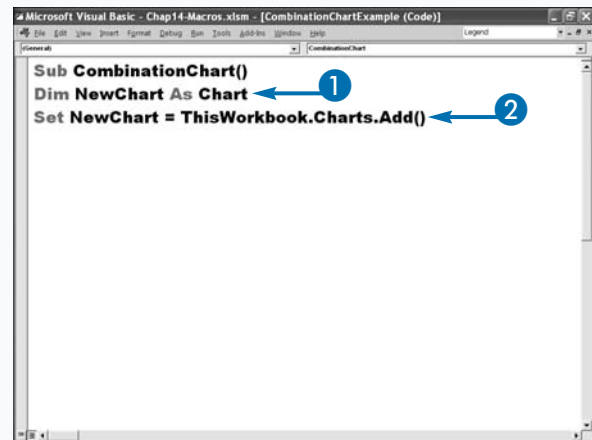 Microsoft Visual Basic - Chap14-Macros.xlsm - [CombinationChartExample (Code)]
File Edit View Insert Format Debug Run Tools Add-Ins Window Help Legend
(General) CombinationChart
Sub CombinationChart()
Dim NewChart As Chart 1
Set NewChart = ThisWorkbook.Charts.Add() 2